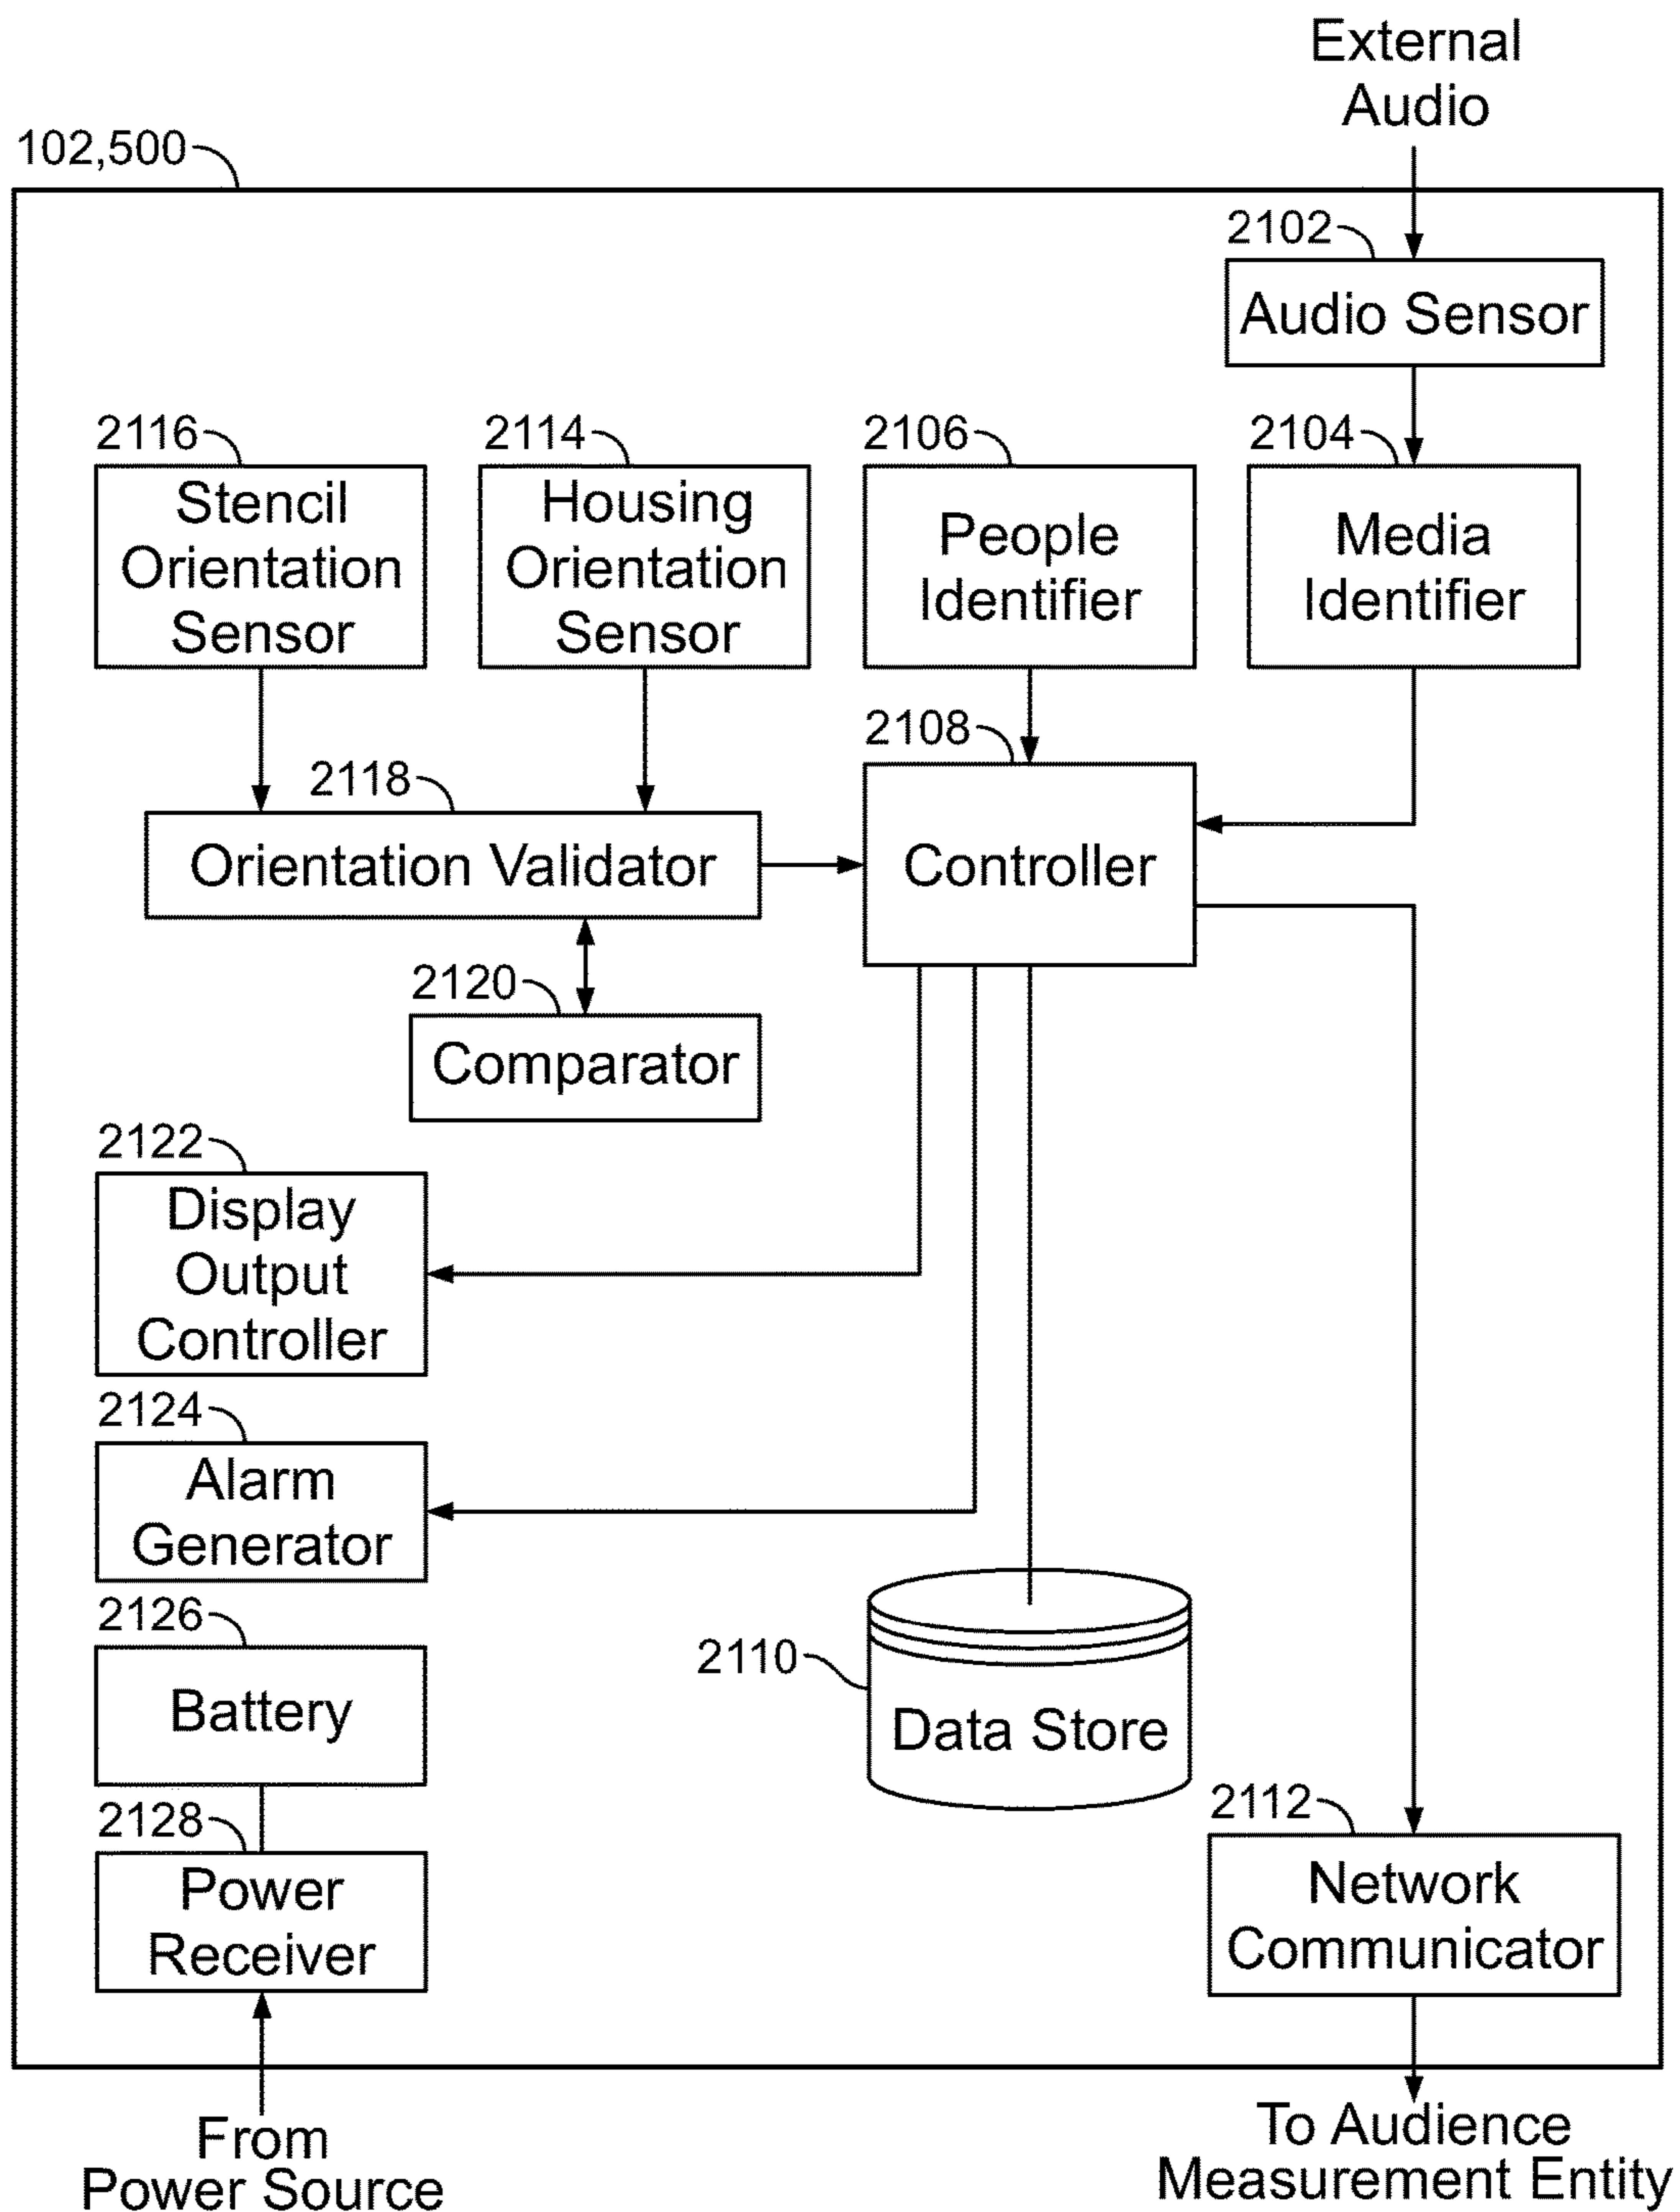 External
Audio
102,500
2102
Audio Sensor
2116
Stencil
Orientation
Sensor
2114
Housing
Orientation
Sensor
2106
People
Identifier
2104
Media
Identifier
2108
Controller
2118
Orientation Validator
2120
Comparator
2122
Display
Output
Controller
2124
Alarm
Generator
2126
Battery
2110
Data Store
2128
Power
Receiver
2112
Network
Communicator
From
Power Source
To Audience
Measurement Entity